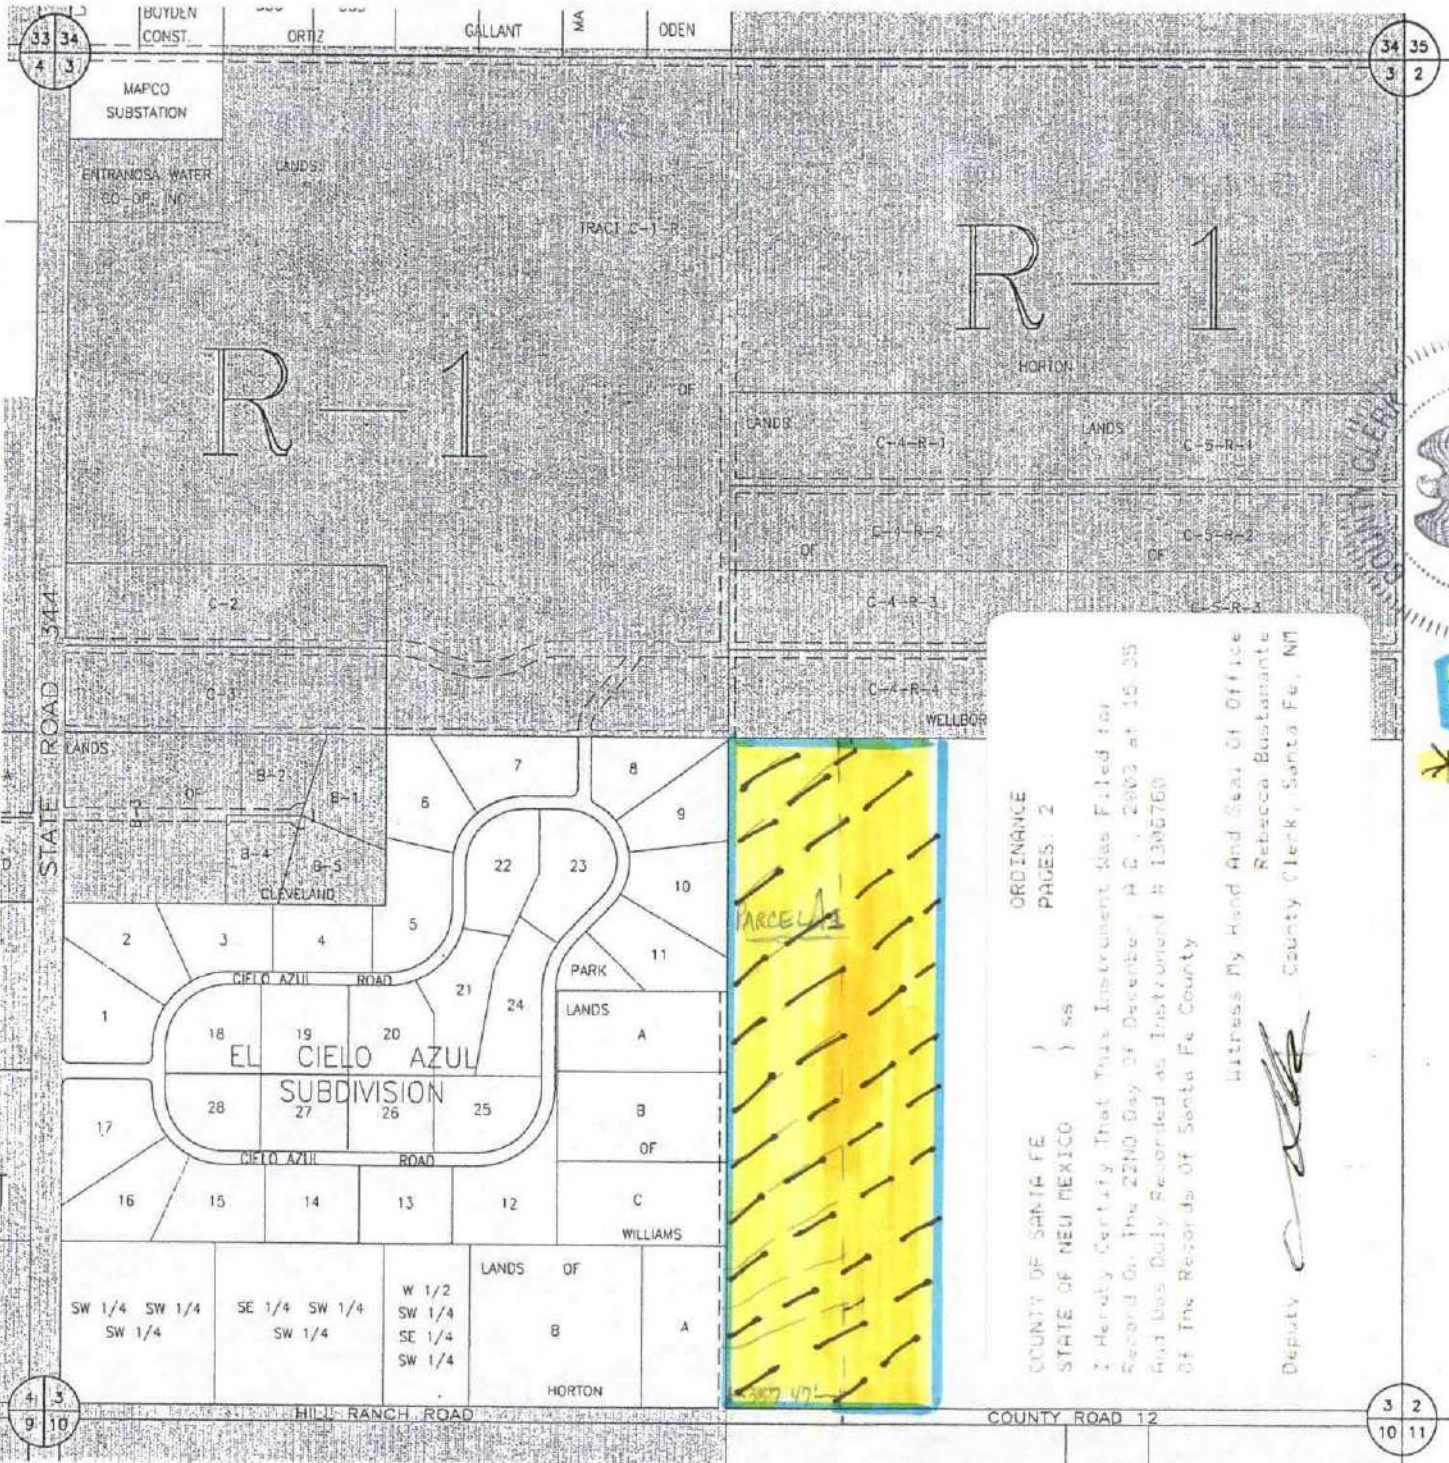 BOYDEN
CONST.
ORTIZ
GALLANT
MA
ODEN
33 34
4 3
34 35
3 2
MAPCO
SUBSTATION
ENTRANOSA WATER
CO-OP, INC.
LANDS
TRACT C-1-R
OF
R-1
R-1
HORTON
LANDS
C-4-R-1
LANDS
C-5-R-1
OF
C-4-R-2
OF
C-5-R-2
C-4-R-3
C-5-R-3
C-4-R-4
WELLBOR
COUNTY CLERK
C-2
C-3
STATE ROAD 344
LANDS
OF
B-3
B-2
B-1
B-4
B-5
CLEVELAND
7
8
6
9
22
23
10
5
11
2
3
4
PARK
CIELO AZUL ROAD
21
24
LANDS
A
1
18
19
20
EL CIELO AZUL
SUBDIVISION
28
27
26
25
B
OF
17
CIELO AZUL ROAD
16
15
14
13
12
C
WILLIAMS
PARCEL A1
SW 1/4 SW 1/4
SW 1/4
SE 1/4 SW 1/4
SW 1/4
W 1/2
SW 1/4
SE 1/4
SW 1/4
LANDS OF
B
A
HORTON
4 3
9 10
HILL RANCH ROAD
COUNTY ROAD 12
3 2
10 11
COUNTY OF SANTA FE }
STATE OF NEW MEXICO } ss
ORDINANCE
PAGES: 2
I Hereby Certify That This Instrument Was Filed for
Record On The 22ND Day Of December, A.D., 2003 at 15:35
And Was Duly Recorded as Instrument # 1306760
Of The Records Of Santa Fe County
Witness My Hand And Seal Of Office
Rebecca Bustamante
Deputy
County Clerk, Santa Fe, NM